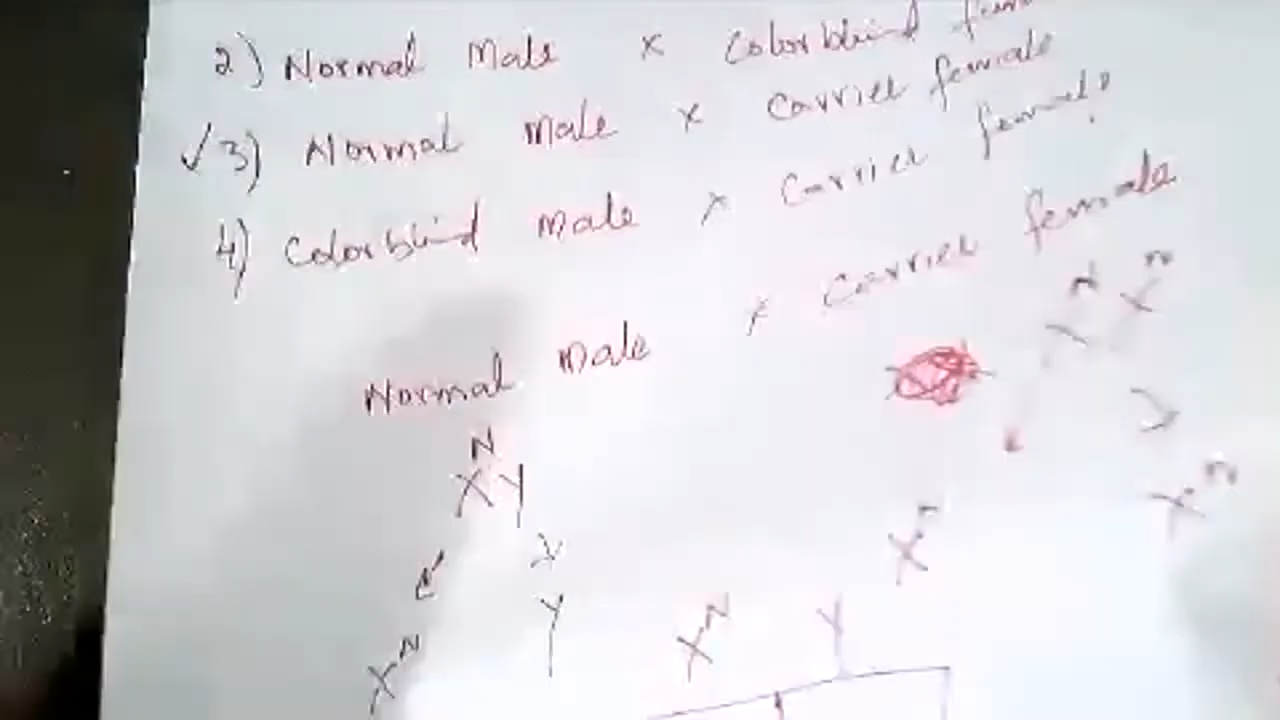 2) Normal Male x Colorblind
✓3) Normal male x Carrier female
4) Colorblind male x Carrier female
Normal male x Carrier female
X^N X^n
X^N Y
X^n X^n
X^N Y X^N Y